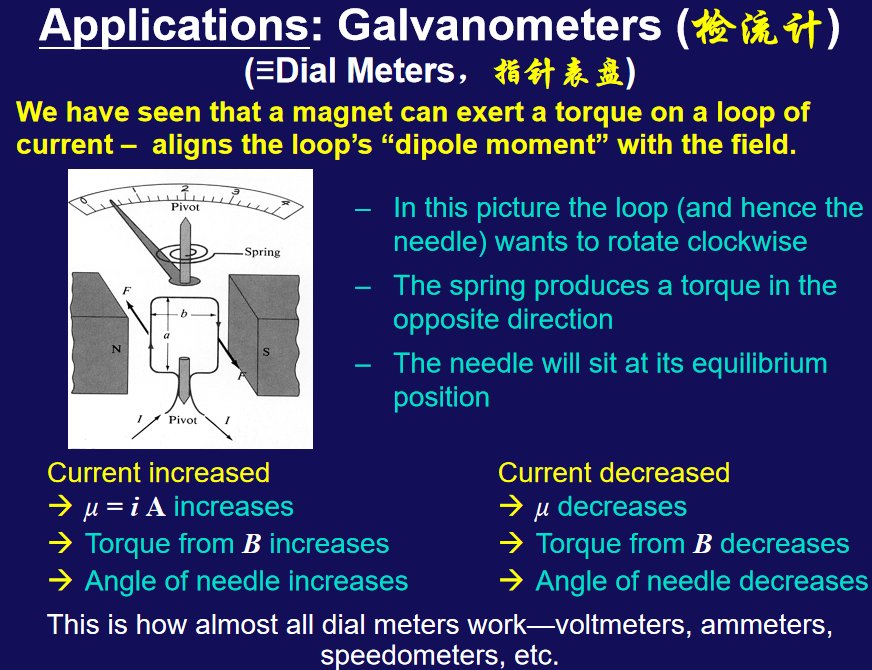 Applications: Galvanometers (检流计)
(≡Dial Meters，指针表盘)
We have seen that a magnet can exert a torque on a loop of
current – aligns the loop’s “dipole moment” with the field.
0 1 2 3 4
Pivot
Spring
F
b
a
N
S
F
I Pivot I
– In this picture the loop (and hence the
needle) wants to rotate clockwise
– The spring produces a torque in the
opposite direction
– The needle will sit at its equilibrium
position
Current increased
→ μ = i A increases
→ Torque from B increases
→ Angle of needle increases
Current decreased
→ μ decreases
→ Torque from B decreases
→ Angle of needle decreases
This is how almost all dial meters work—voltmeters, ammeters,
speedometers, etc.